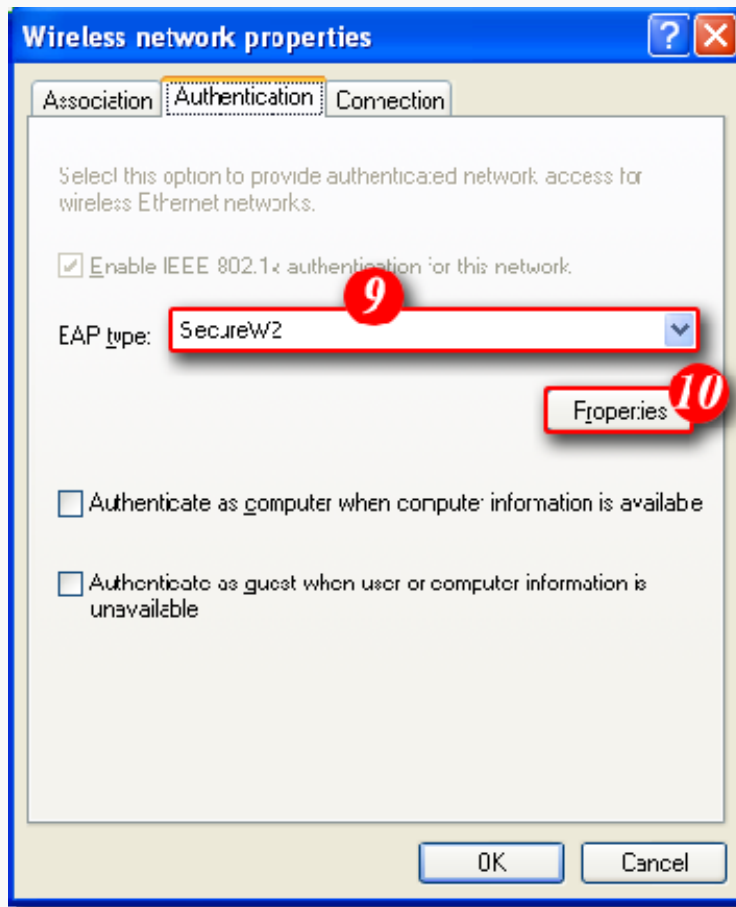 Wireless network properties
Association Authentication Connection
Select this option to provide authenticated network access for
wireless Ethernet networks.
Enable IEEE 802.1x authentication for this network
9
EAP type: SecureW2
Properties 10
Authenticate as computer when computer information is available
Authenticate as guest when user or computer information is
unavailable
OK Cancel